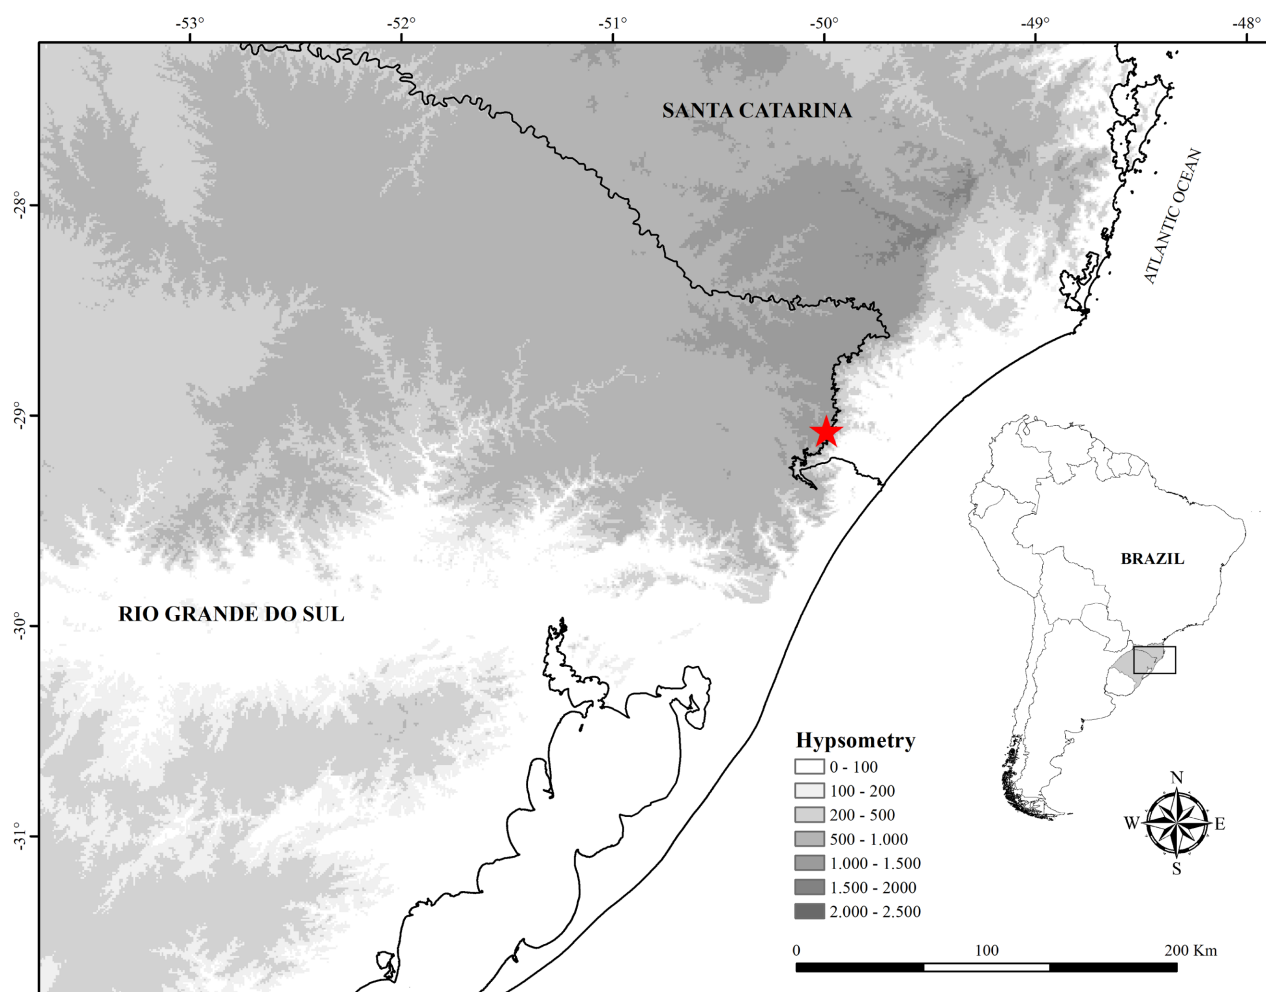 -53° -52° -51° -50° -49° -48°
SANTA CATARINA
-28°
ATLANTIC OCEAN
-29°
BRAZIL
RIO GRANDE DO SUL
-30°
Hypsometry
0 - 100
100 - 200
200 - 500
500 - 1.000
1.000 - 1.500
1.500 - 2000
2.000 - 2.500
N
W E
S
-31°
0 100 200 Km